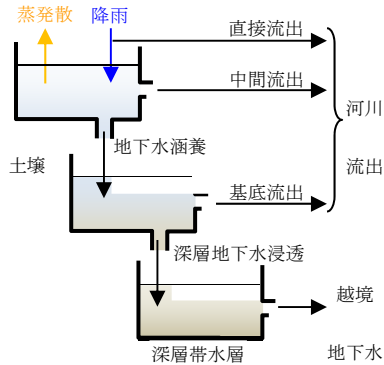 蒸発散
降雨
直接流出
中間流出
河川
流出
地下水涵養
土壌
基底流出
深層地下水浸透
越境
地下水
深層帯水層